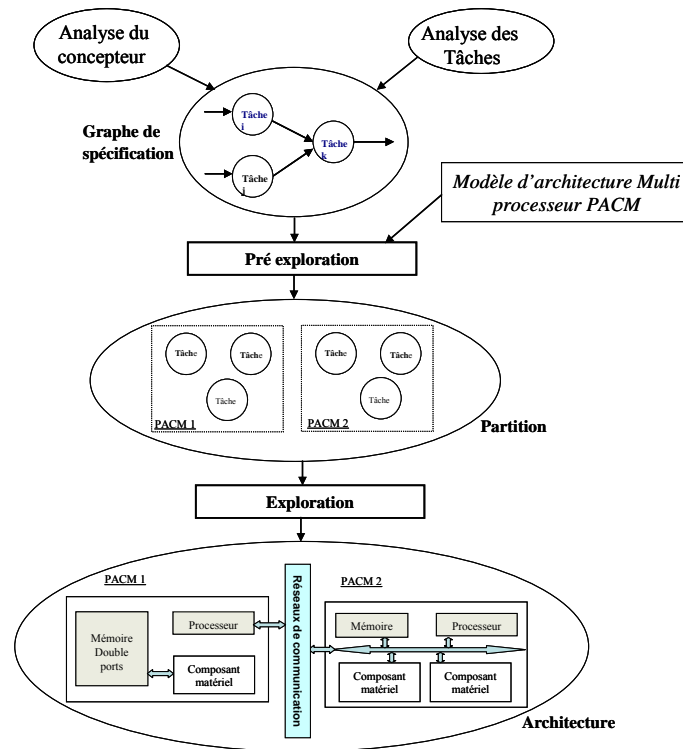 Analyse du
concepteur
Analyse des
Tâches
Graphe de
spécification
Tâche
i
Tâche
k
Tâche
j
Modèle d'architecture Multi
processeur PACM
Pré exploration
Tâche
Tâche
Tâche
PACM 1
Tâche
Tâche
Tâche
PACM 2
Partition
Exploration
PACM 1
Mémoire
Double
ports
Processeur
Composant
matériel
Réseaux de communication
PACM 2
Mémoire
Processeur
Composant
matériel
Composant
matériel
Architecture